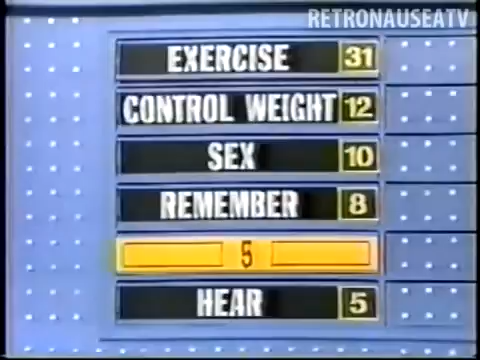 RETRONAUSEATV
EXERCISE 31
CONTROL WEIGHT 12
SEX 10
REMEMBER 8
5
HEAR 5